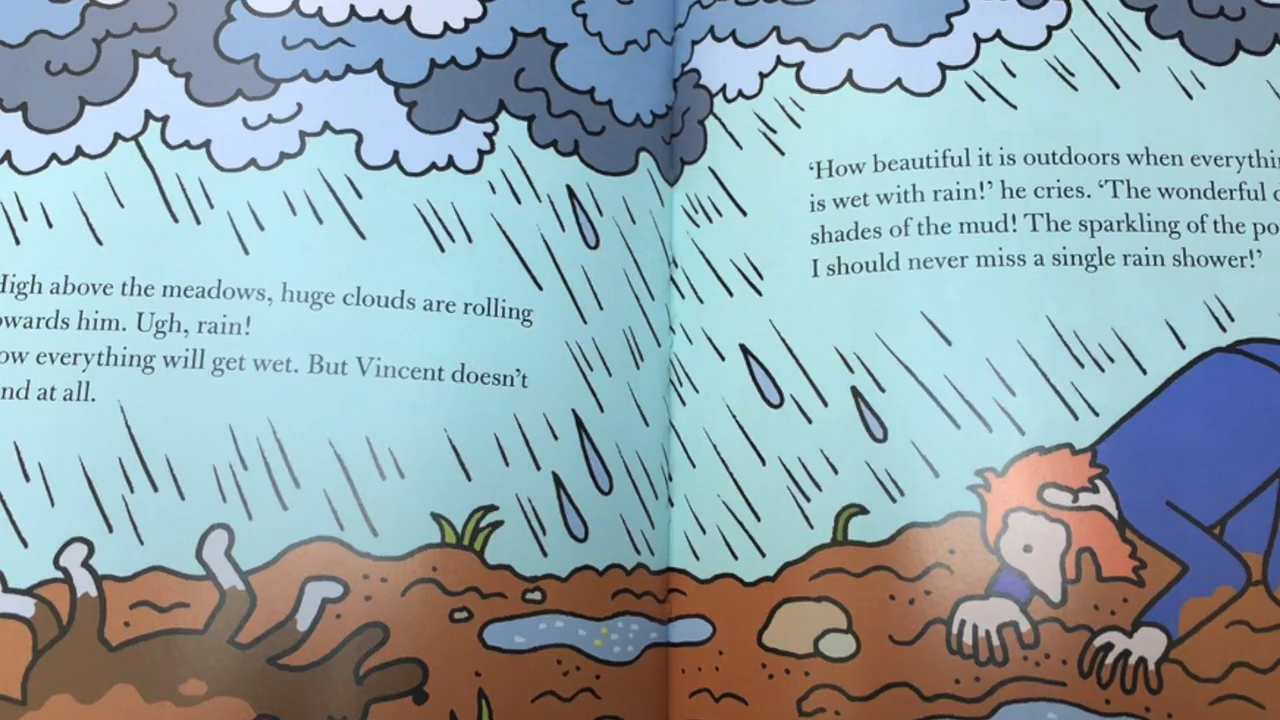 High above the meadows, huge clouds are rolling
wards him. Ugh, rain!
ow everything will get wet. But Vincent doesn't
nd at all.
'How beautiful it is outdoors when everythi
is wet with rain!' he cries. 'The wonderful
shades of the mud! The sparkling of the po
I should never miss a single rain shower!'